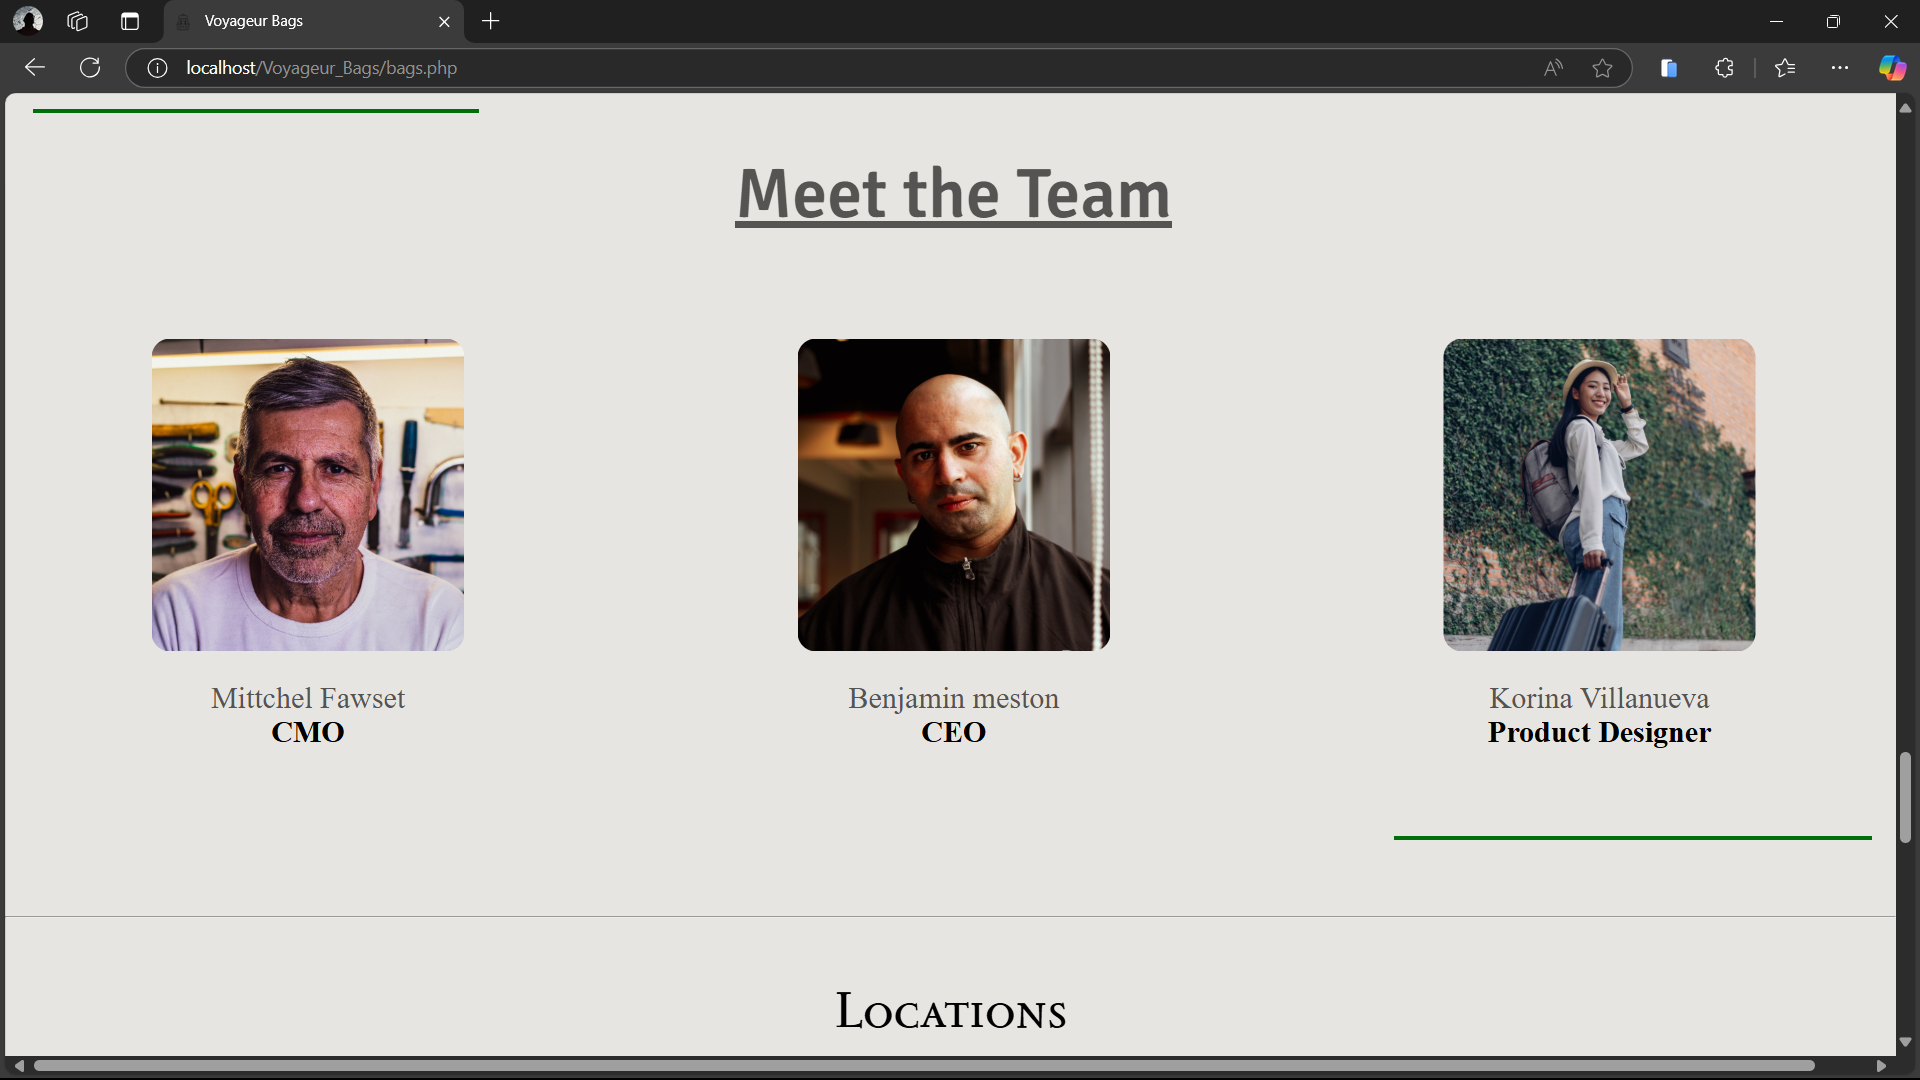 Voyageur Bags
localhost/Voyageur_Bags/bags.php
Meet the Team
Mittchel Fawset
CMO
Benjamin meston
CEO
Korina Villanueva
Product Designer
Locations